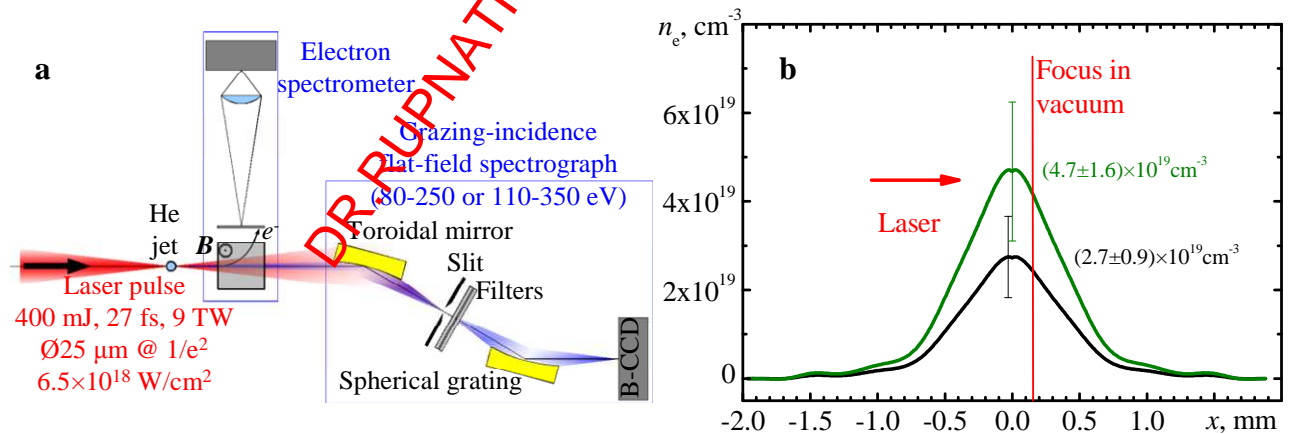 a
Electron
spectrometer
Grazing-incidence
flat-field spectrograph
(80-250 or 110-350 eV)
He
jet
B
e-
Toroidal mirror
Slit
Filters
Laser pulse
400 mJ, 27 fs, 9 TW
Ø25 μm @ 1/e²
6.5×10¹⁸ W/cm²
Spherical grating
B-CCD
DR.RUPNATI
nₑ, cm⁻³
b
Focus in
vacuum
6x10¹⁹
(4.7±1.6)×10¹⁹cm⁻³
4x10¹⁹
Laser
(2.7±0.9)×10¹⁹cm⁻³
2x10¹⁹
0
-2.0 -1.5 -1.0 -0.5 0.0 0.5 1.0 x, mm